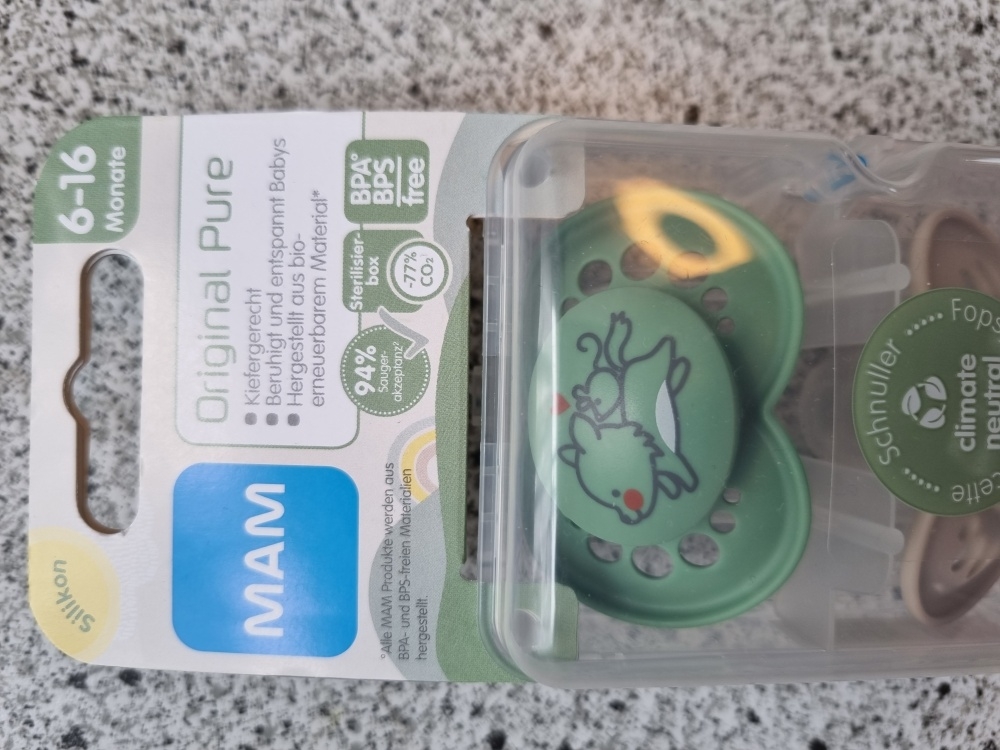 Silikon
6-16
Monate
MAM
Original Pure
Kiefergerecht
Beruhigt und entspannt Babys
Hergestellt aus bio-
erneuerbarem Material*
94%
Sauger-
akzeptanz²
Sterilisier-
box
-77%
CO₂
BPA°
BPS
free
°Alle MAM Produkte werden aus
BPA- und BPS-freien Materialien
hergestellt.
Schnuller
climate
neutral